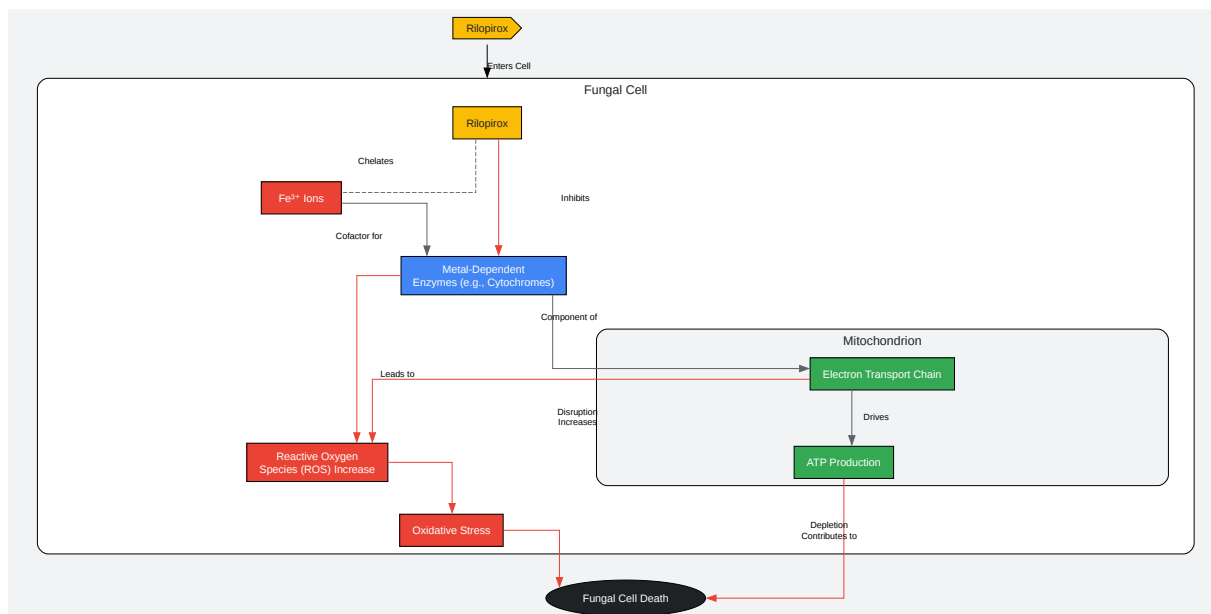 Rilopirox
Enters Cell
Fungal Cell
Rilopirox
Chelates
Fe³⁺ Ions
Inhibits
Cofactor for
Metal-Dependent
Enzymes (e.g., Cytochromes)
Component of
Mitochondrion
Electron Transport Chain
Leads to
Disruption
Increases
Drives
Reactive Oxygen
Species (ROS) Increase
ATP Production
Oxidative Stress
Depletion
Contributes to
Fungal Cell Death